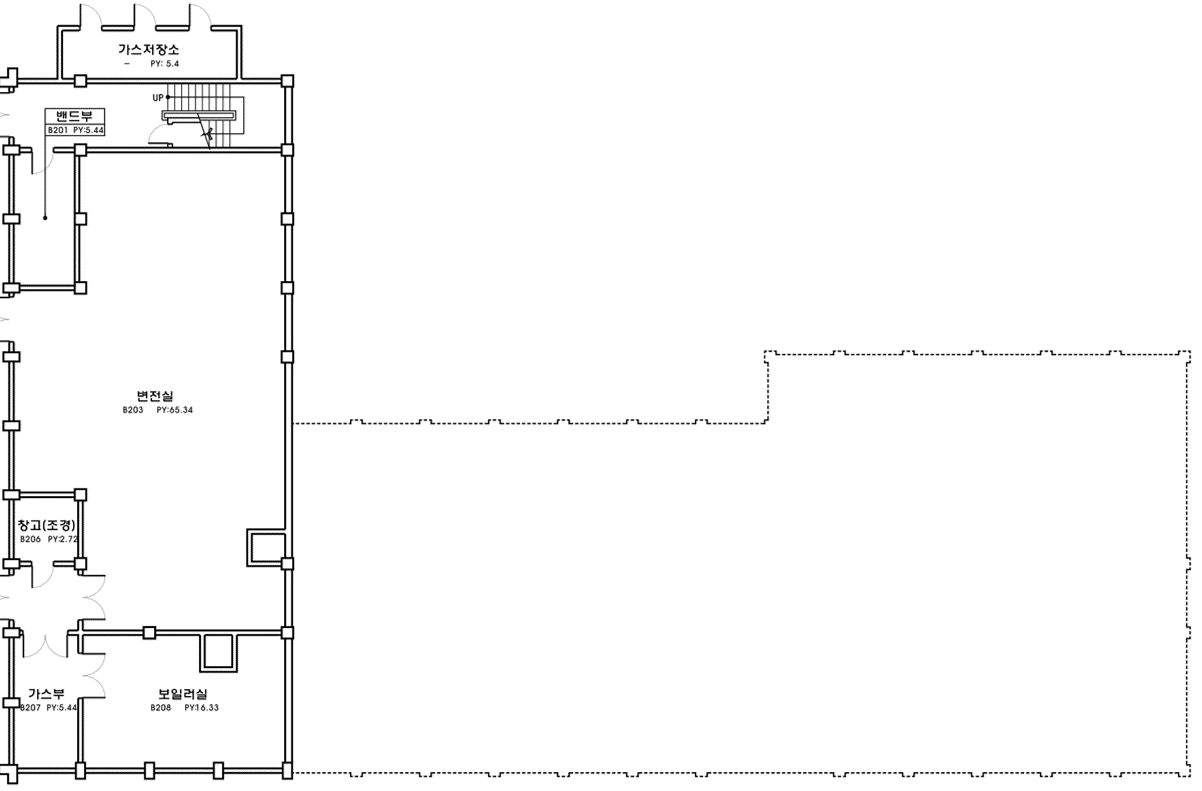 가스저장소
- PY: 5.4
UP
밴드부
B201 PY:5.44
변전실
B203 PY:65.34
창고(조경)
B206 PY:2.72
가스부
B207 PY:5.44
보일러실
B208 PY:16.33